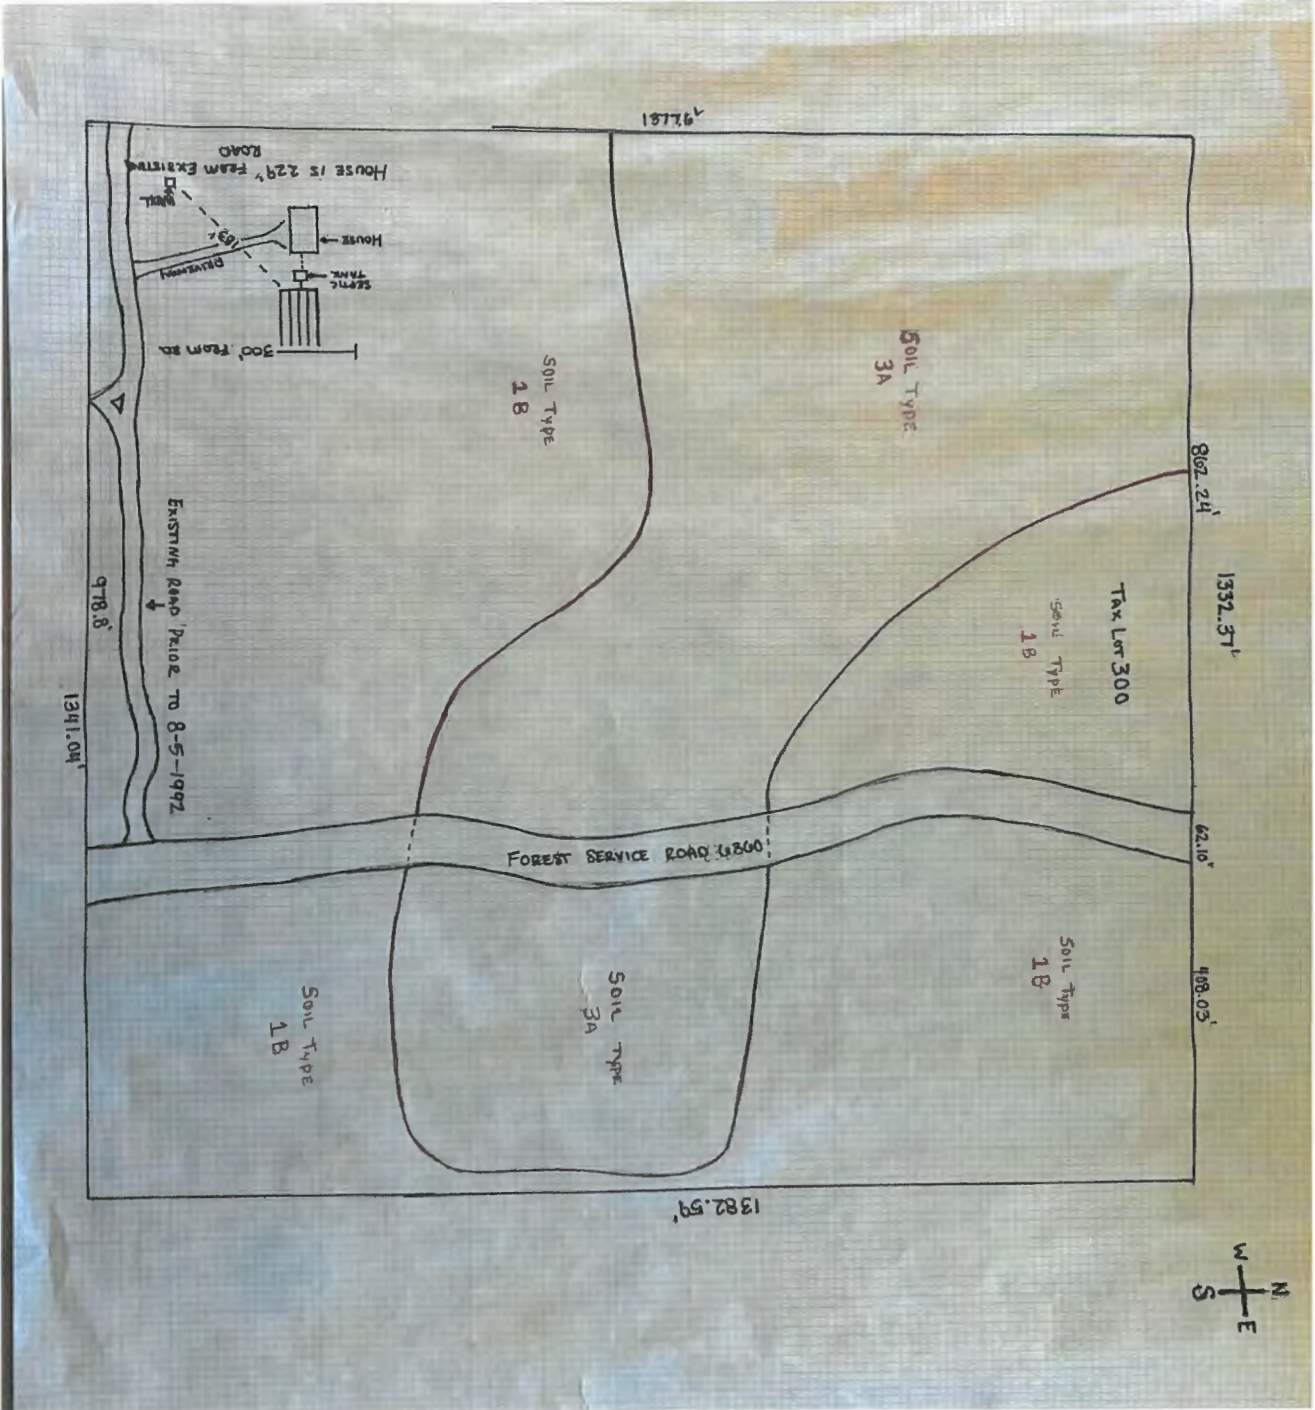 1377.92'
HOUSE IS 229' FROM EXISISTING
ROAD
WELL
183'
DRIVEWAY
HOUSE
SEPTIC
TANK
300' FROM RD.
SOIL TYPE
1B
SOIL TYPE
3A
862.24'
1332.37'
TAX LOT 300
SOIL TYPE
1B
EXISTING ROAD PRIOR TO 8-5-1992
978.8'
1341.04'
FOREST SERVICE ROAD
62.10'
408.03'
SOIL TYPE
1B
SOIL TYPE
3A
SOIL TYPE
1B
1382.59'
N
W
E
S